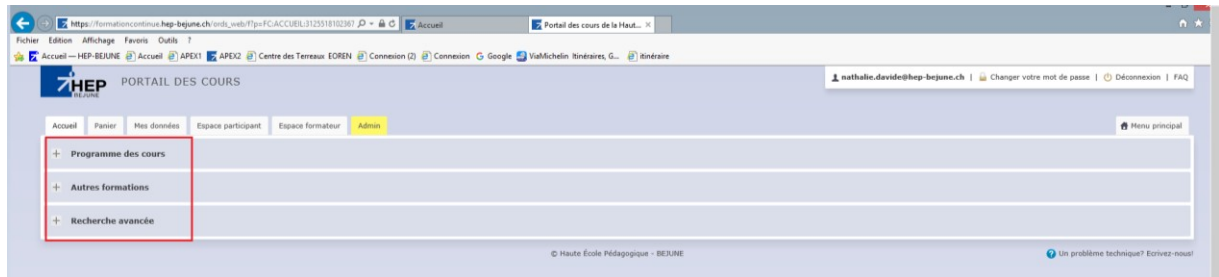 https://formationcontinue.hep-bejune.ch/ords_web/f?p=FC:ACCUEIL:3125518102367 Accueil Portail des cours de la Haut...
Fichier Edition Affichage Favoris Outils ?
Accueil — HEP-BEJUNE Accueil APEX1 APEX2 Centre des Terreaux EOREN Connexion (2) Connexion Google ViaMichelin Itinéraires, G... itinéraire
HEP BEJUNE PORTAIL DES COURS nathalie.davide@hep-bejune.ch | Changer votre mot de passe | Déconnexion | FAQ
Accueil Panier Mes données Espace participant Espace formateur Admin Menu principal
Programme des cours
Autres formations
Recherche avancée
© Haute École Pédagogique - BEJUNE Un problème technique? Ecrivez-nous!